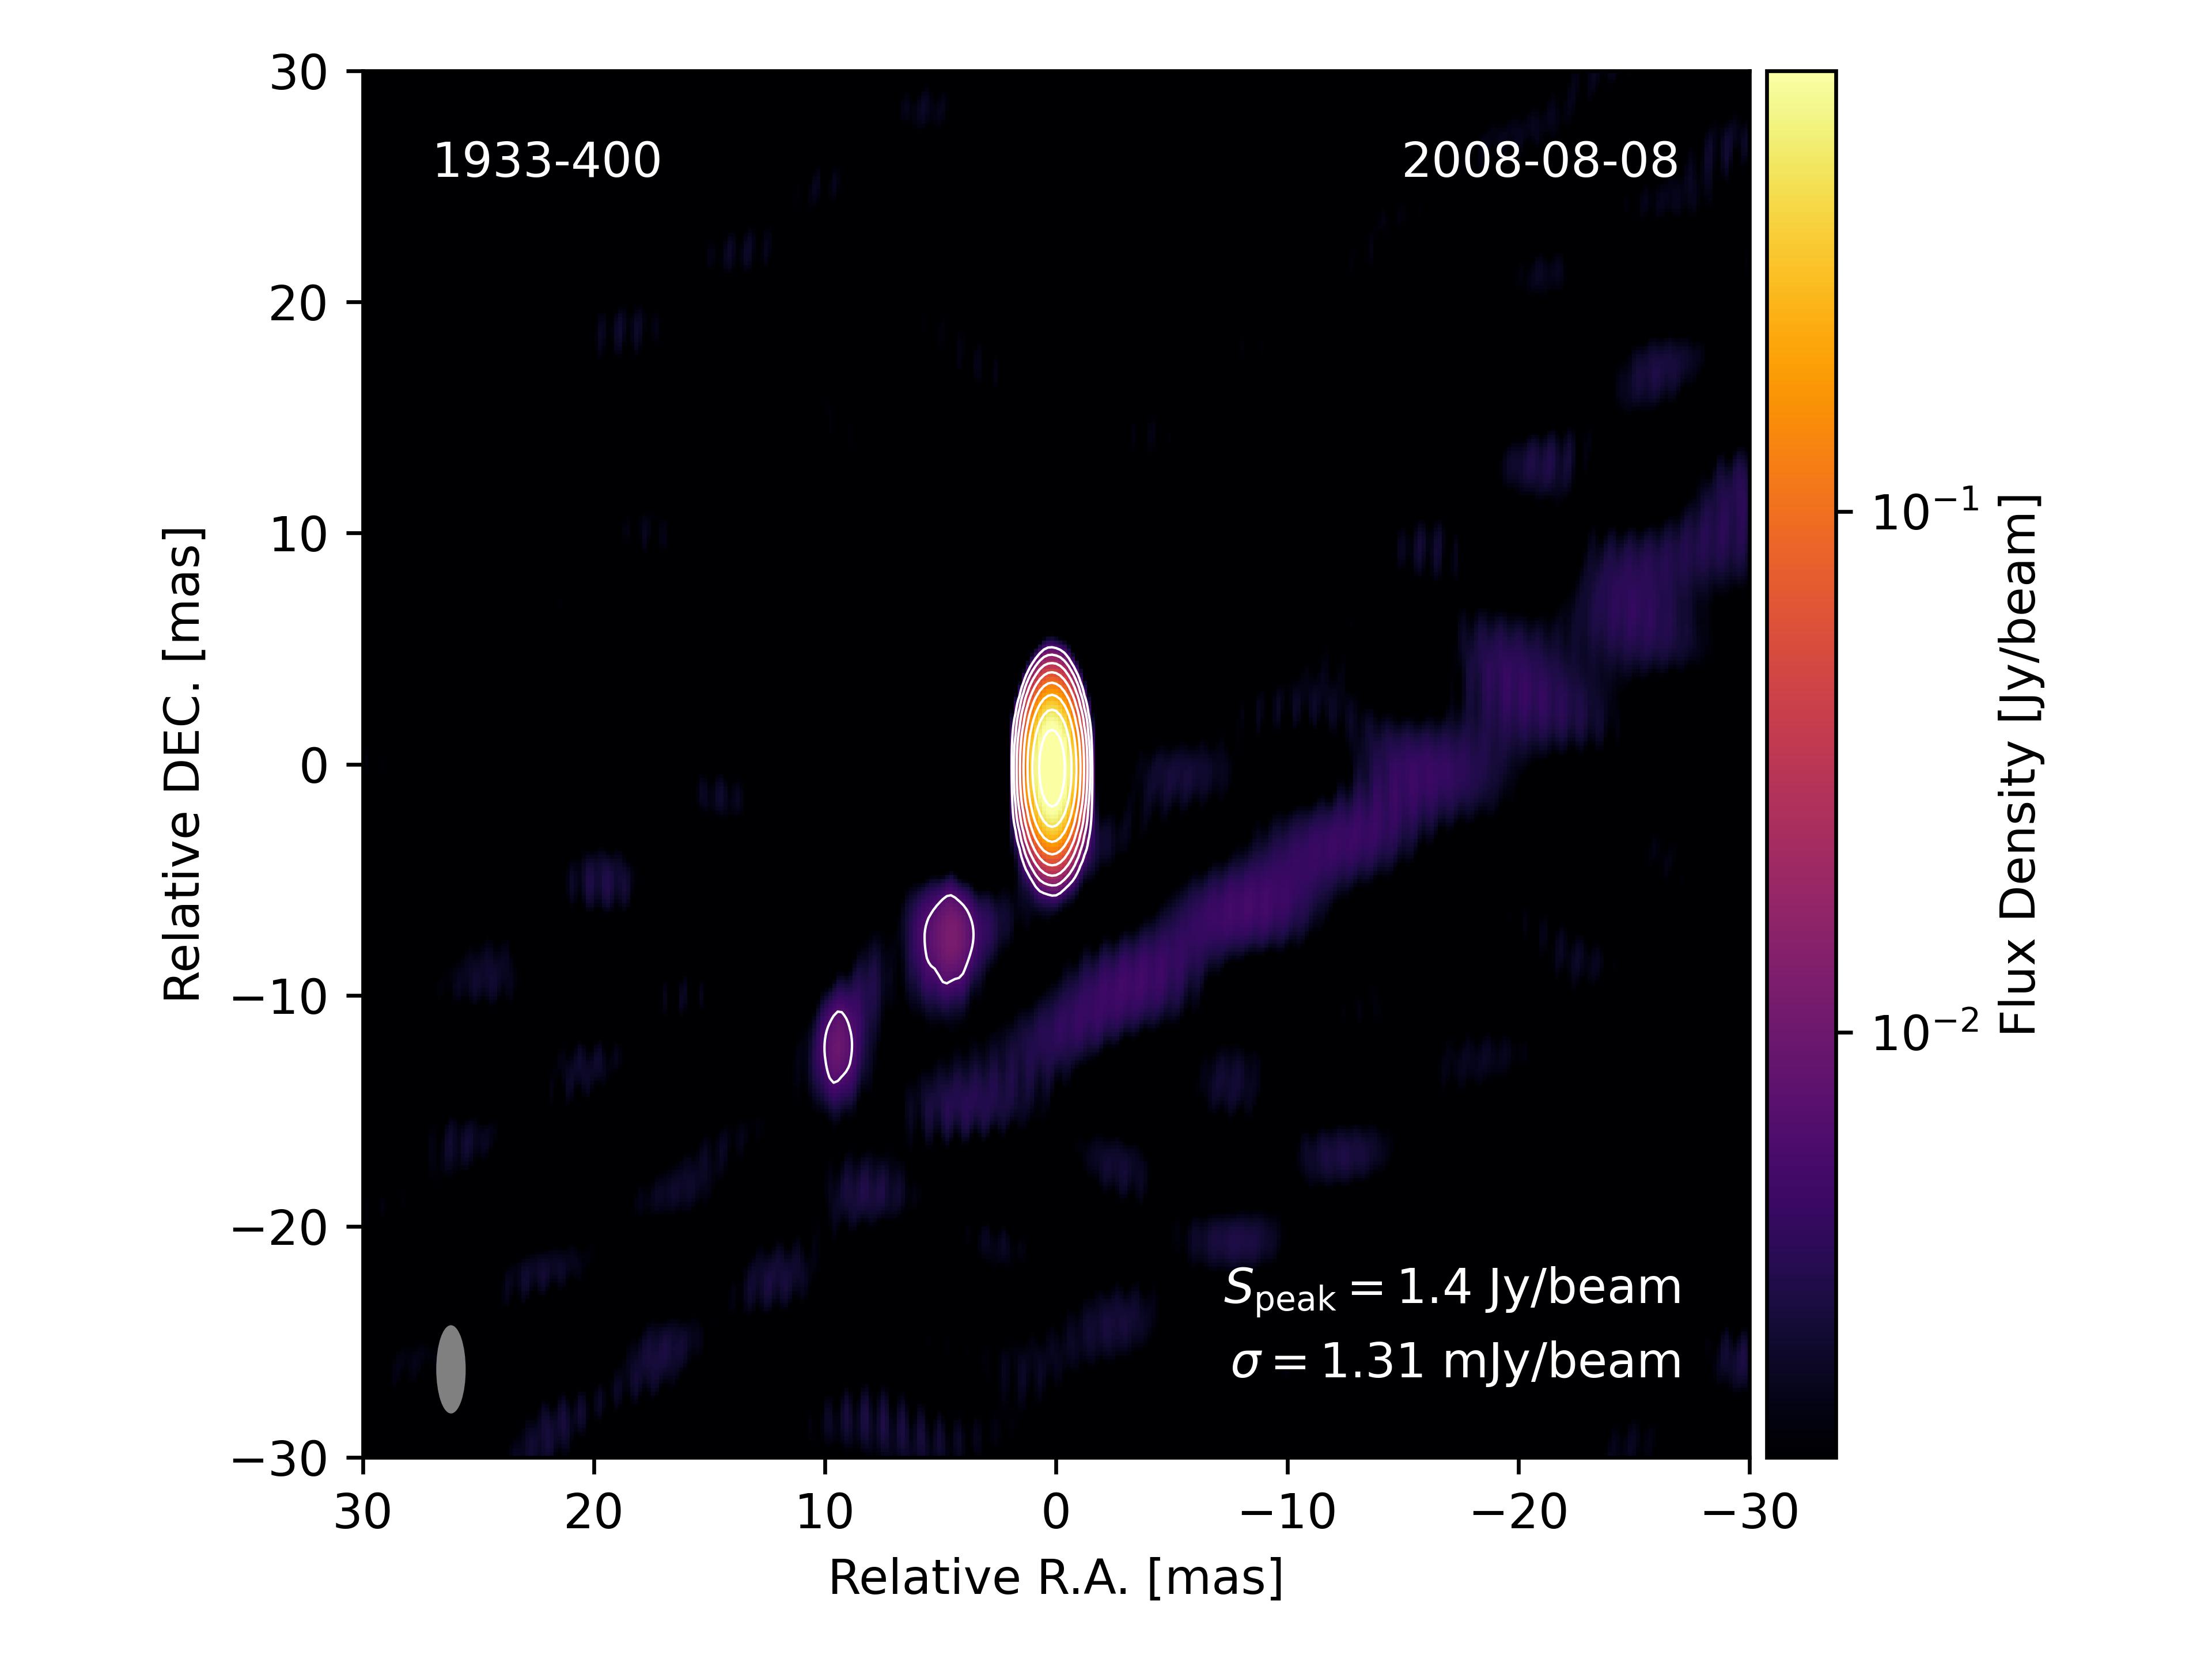 1933-400
2008-08-08
30
20
10
0
−10
−20
−30
Relative DEC. [mas]
S_peak = 1.4 Jy/beam
σ = 1.31 mJy/beam
30 20 10 0 −10 −20 −30
Relative R.A. [mas]
10⁻¹
10⁻²
Flux Density [Jy/beam]